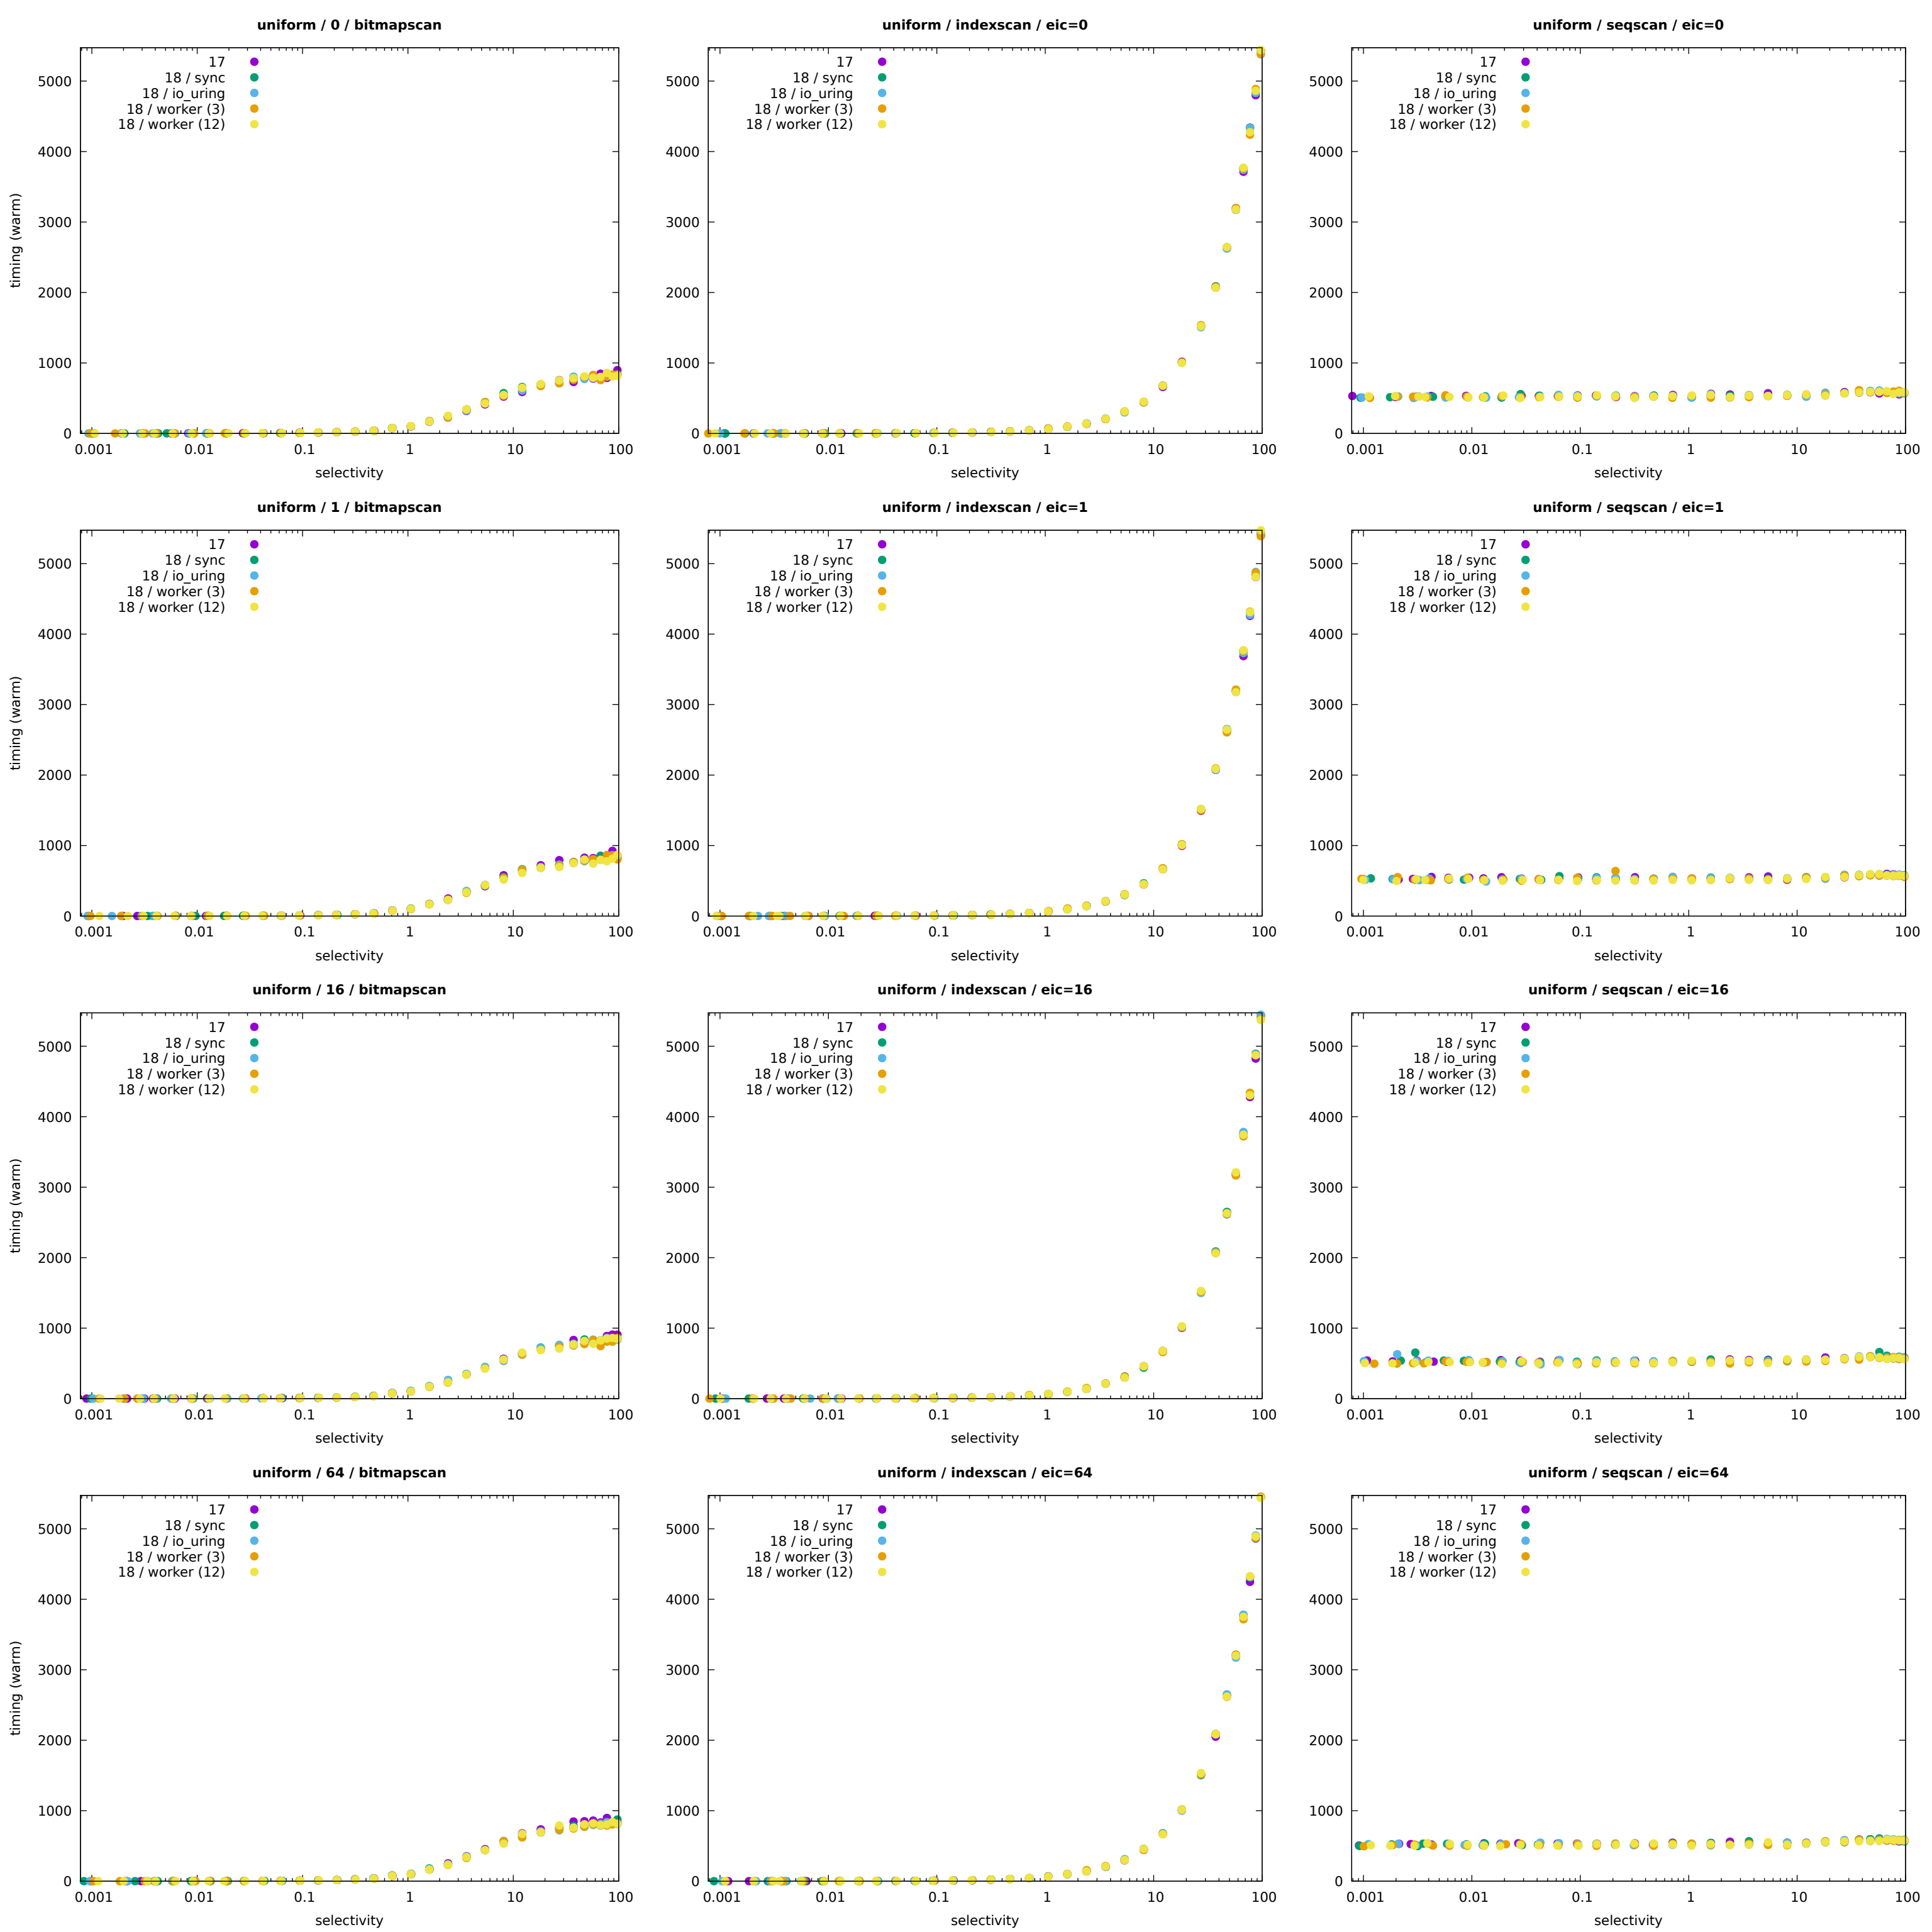 uniform / 0 / bitmapscan
timing (warm)
5000
4000
3000
2000
1000
0
17
18 / sync
18 / io_uring
18 / worker (3)
18 / worker (12)
0.001 0.01 0.1 1 10 100
selectivity
uniform / indexscan / eic=0
5000
4000
3000
2000
1000
0
17
18 / sync
18 / io_uring
18 / worker (3)
18 / worker (12)
0.001 0.01 0.1 1 10 100
selectivity
uniform / seqscan / eic=0
5000
4000
3000
2000
1000
0
17
18 / sync
18 / io_uring
18 / worker (3)
18 / worker (12)
0.001 0.01 0.1 1 10 100
selectivity
uniform / 1 / bitmapscan
timing (warm)
5000
4000
3000
2000
1000
0
17
18 / sync
18 / io_uring
18 / worker (3)
18 / worker (12)
0.001 0.01 0.1 1 10 100
selectivity
uniform / indexscan / eic=1
5000
4000
3000
2000
1000
0
17
18 / sync
18 / io_uring
18 / worker (3)
18 / worker (12)
0.001 0.01 0.1 1 10 100
selectivity
uniform / seqscan / eic=1
5000
4000
3000
2000
1000
0
17
18 / sync
18 / io_uring
18 / worker (3)
18 / worker (12)
0.001 0.01 0.1 1 10 100
selectivity
uniform / 16 / bitmapscan
timing (warm)
5000
4000
3000
2000
1000
0
17
18 / sync
18 / io_uring
18 / worker (3)
18 / worker (12)
0.001 0.01 0.1 1 10 100
selectivity
uniform / indexscan / eic=16
5000
4000
3000
2000
1000
0
17
18 / sync
18 / io_uring
18 / worker (3)
18 / worker (12)
0.001 0.01 0.1 1 10 100
selectivity
uniform / seqscan / eic=16
5000
4000
3000
2000
1000
0
17
18 / sync
18 / io_uring
18 / worker (3)
18 / worker (12)
0.001 0.01 0.1 1 10 100
selectivity
uniform / 64 / bitmapscan
timing (warm)
5000
4000
3000
2000
1000
0
17
18 / sync
18 / io_uring
18 / worker (3)
18 / worker (12)
0.001 0.01 0.1 1 10 100
selectivity
uniform / indexscan / eic=64
5000
4000
3000
2000
1000
0
17
18 / sync
18 / io_uring
18 / worker (3)
18 / worker (12)
0.001 0.01 0.1 1 10 100
selectivity
uniform / seqscan / eic=64
5000
4000
3000
2000
1000
0
17
18 / sync
18 / io_uring
18 / worker (3)
18 / worker (12)
0.001 0.01 0.1 1 10 100
selectivity